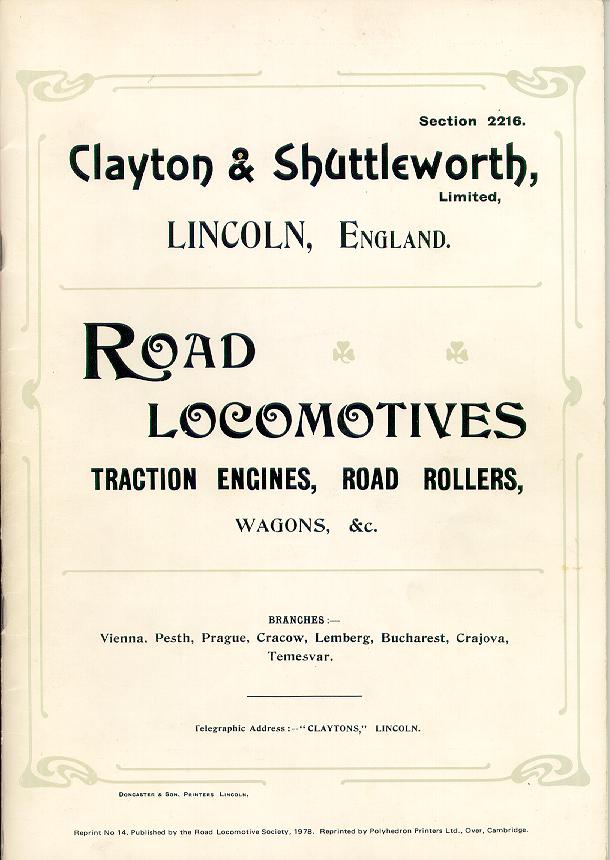 Section 2216.
Clayton & Shuttleworth,
Limited,
LINCOLN, ENGLAND.
ROAD
LOCOMOTIVES
TRACTION ENGINES, ROAD ROLLERS,
WAGONS, &c.
BRANCHES :—
Vienna, Pesth, Prague, Cracow, Lemberg, Bucharest, Crajova,
Temesvar.
Telegraphic Address :—"CLAYTONS," LINCOLN.
DONCASTER & SON, PRINTERS LINCOLN.
Reprint No 14. Published by the Road Locomotive Society, 1978. Reprinted by Polyhedron Printers Ltd., Over, Cambridge.